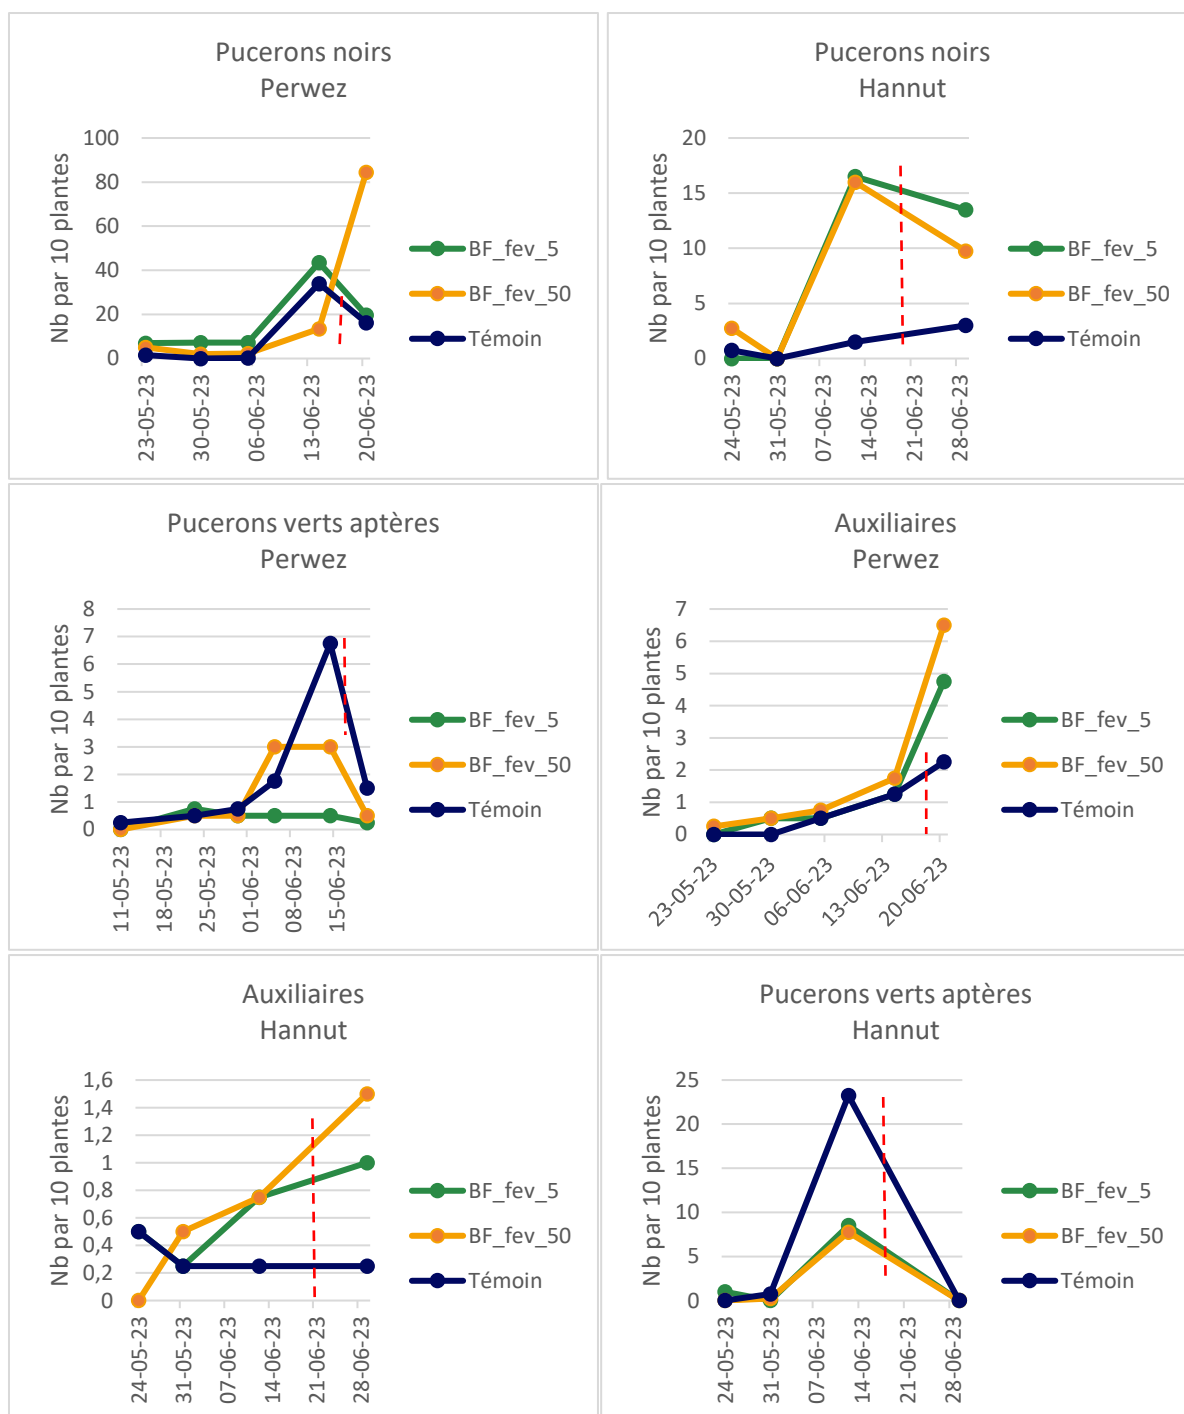 Pucerons noirs
Perwez
Nb par 10 plantes
100
80
60
40
20
0
23-05-23
30-05-23
06-06-23
13-06-23
20-06-23
BF_fev_5
BF_fev_50
Témoin
Pucerons noirs
Hannut
Nb par 10 plantes
20
15
10
5
0
24-05-23
31-05-23
07-06-23
14-06-23
21-06-23
28-06-23
BF_fev_5
BF_fev_50
Témoin
Pucerons verts aptères
Perwez
Nb par 10 plantes
8
7
6
5
4
3
2
1
0
11-05-23
18-05-23
25-05-23
01-06-23
08-06-23
15-06-23
BF_fev_5
BF_fev_50
Témoin
Auxiliaires
Perwez
Nb par 10 plantes
7
6
5
4
3
2
1
0
23-05-23
30-05-23
06-06-23
13-06-23
20-06-23
BF_fev_5
BF_fev_50
Témoin
Auxiliaires
Hannut
Nb par 10 plantes
1,6
1,4
1,2
1
0,8
0,6
0,4
0,2
0
24-05-23
31-05-23
07-06-23
14-06-23
21-06-23
28-06-23
BF_fev_5
BF_fev_50
Témoin
Pucerons verts aptères
Hannut
Nb par 10 plantes
25
20
15
10
5
0
24-05-23
31-05-23
07-06-23
14-06-23
21-06-23
28-06-23
BF_fev_5
BF_fev_50
Témoin